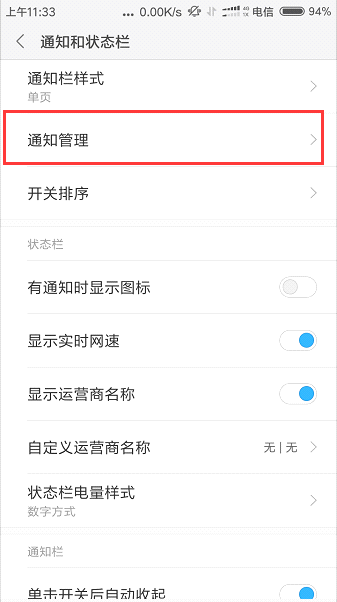 上午11:33 ... 0.00K/s 4G 1X 电信 94%
通知和状态栏
通知栏样式
单页
通知管理
开关排序
状态栏
有通知时显示图标
显示实时网速
显示运营商名称
自定义运营商名称 无 | 无
状态栏电量样式
数字方式
通知栏
单击开关后自动收起